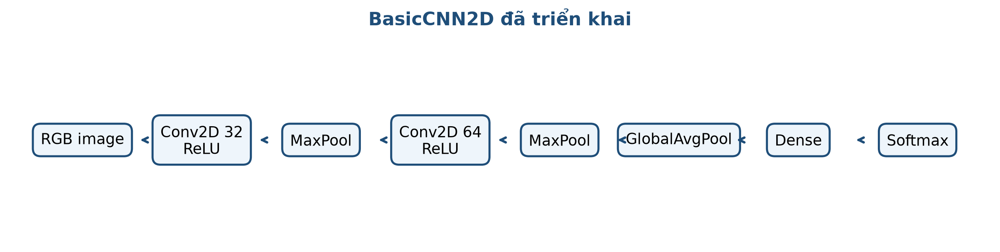 BasicCNN2D đã triển khai
RGB image
Conv2D 32
ReLU
MaxPool
Conv2D 64
ReLU
MaxPool
GlobalAvgPool
Dense
Softmax